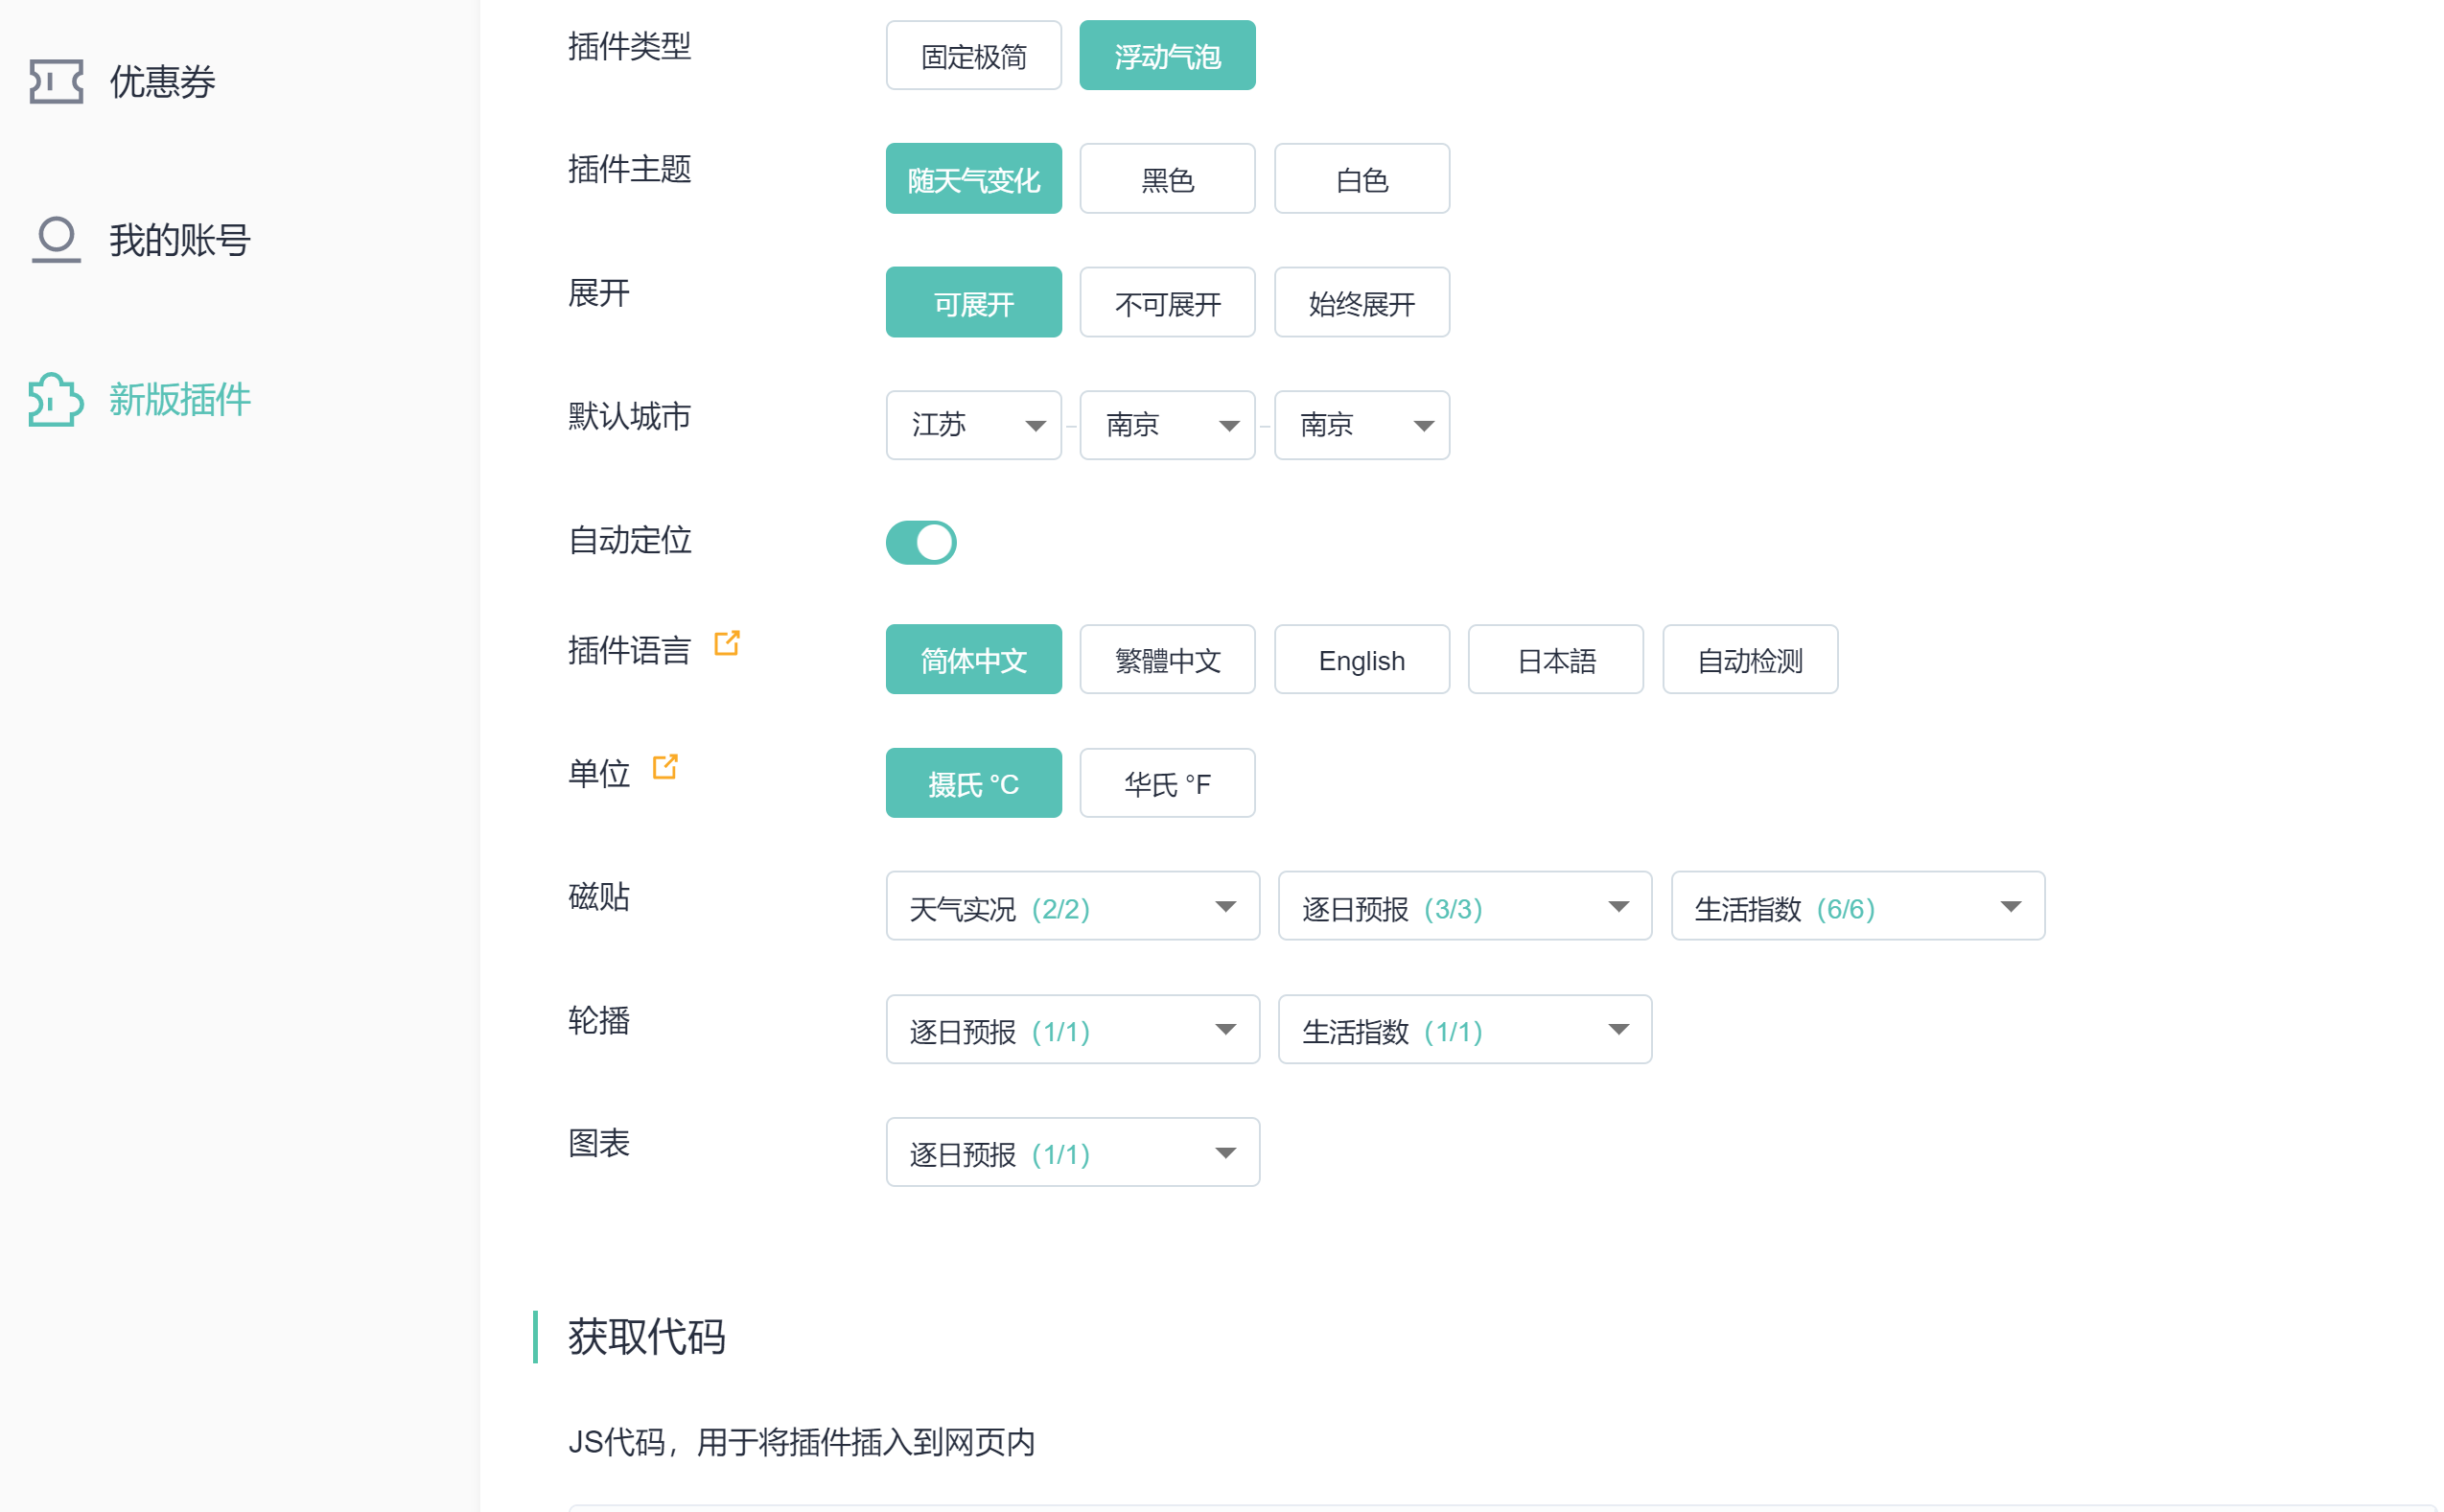 优惠券
我的账号
新版插件
插件类型 固定极简 浮动气泡
插件主题 随天气变化 黑色 白色
展开 可展开 不可展开 始终展开
默认城市 江苏 - 南京 - 南京
自动定位
插件语言 简体中文 繁體中文 English 日本語 自动检测
单位 摄氏 °C 华氏 °F
磁贴 天气实况 (2/2) 逐日预报 (3/3) 生活指数 (6/6)
轮播 逐日预报 (1/1) 生活指数 (1/1)
图表 逐日预报 (1/1)
获取代码
JS代码，用于将插件插入到网页内